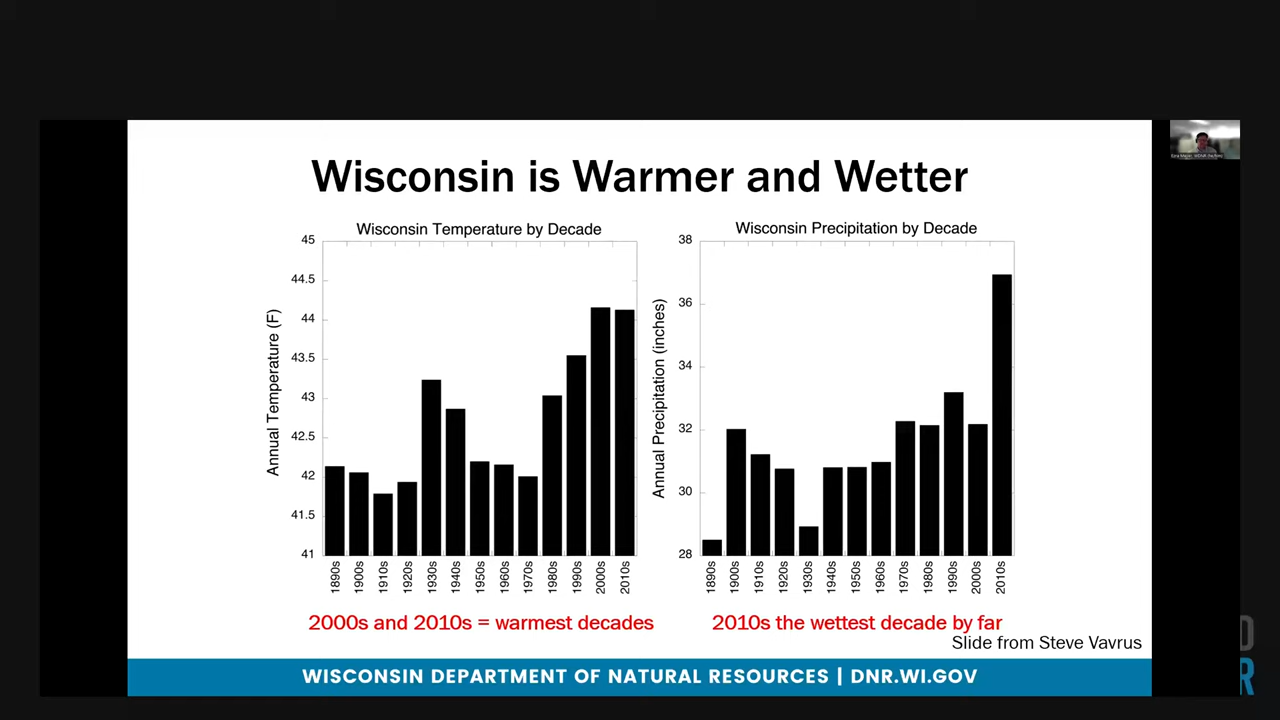 Wisconsin is Warmer and Wetter
Wisconsin Temperature by Decade
45
44.5
44
43.5
43
42.5
42
41.5
41
Annual Temperature (F)
1890s
1900s
1910s
1920s
1930s
1940s
1950s
1960s
1970s
1980s
1990s
2000s
2010s
2000s and 2010s = warmest decades
Wisconsin Precipitation by Decade
38
36
34
32
30
28
Annual Precipitation (inches)
1890s
1900s
1910s
1920s
1930s
1940s
1950s
1960s
1970s
1980s
1990s
2000s
2010s
2010s the wettest decade by far
Slide from Steve Vavrus
WISCONSIN DEPARTMENT OF NATURAL RESOURCES | DNR.WI.GOV
D
R